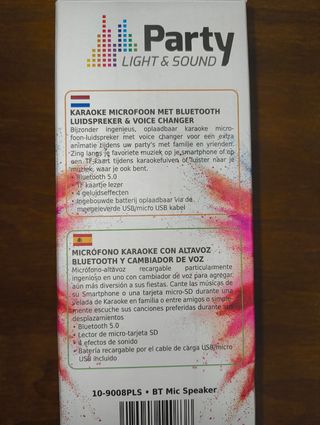 Party
LIGHT & SOUND
KARAOKE MICROFOON MET BLUETOOTH
LUIDSPREKER & VOICE CHANGER
Bijzonder ingenieus, oplaadbaar karaoke micro-
foon-luidspreker met voice changer voor een extra
animatie tijdens uw party's met familie en vrienden.
Zing langs je favoriete muziek op je smartphone of op
een TF-kaart tijdens karaokefuiven of luister naar je
muziek, waar je ook bent.
• Bluetooth 5.0
• TF kaartje lezer
• 4 geluidseffecten
• Ingebouwde batterij oplaadbaar via de
meegeleverde USB/micro USB kabel
MICRÓFONO KARAOKE CON ALTAVOZ
BLUETOOTH Y CAMBIADOR DE VOZ
Micrófono-altavoz recargable particularmente
ingenioso en uno con cambiador de voz para agregar
aún más diversión a sus fiestas. Cante las músicas de
su Smartphone o una tarjeta micro-SD durante una
velada de Karaoke en familia o entre amigos o simple-
mente escuche sus canciones preferidas durante sus
desplazamientos
• Bluetooth 5.0
• Lector de micro-tarjeta SD
• 4 efectos de sonido
• Batería recargable por el cable de carga USB/micro
USB incluido
10-9008PLS • BT Mic Speaker